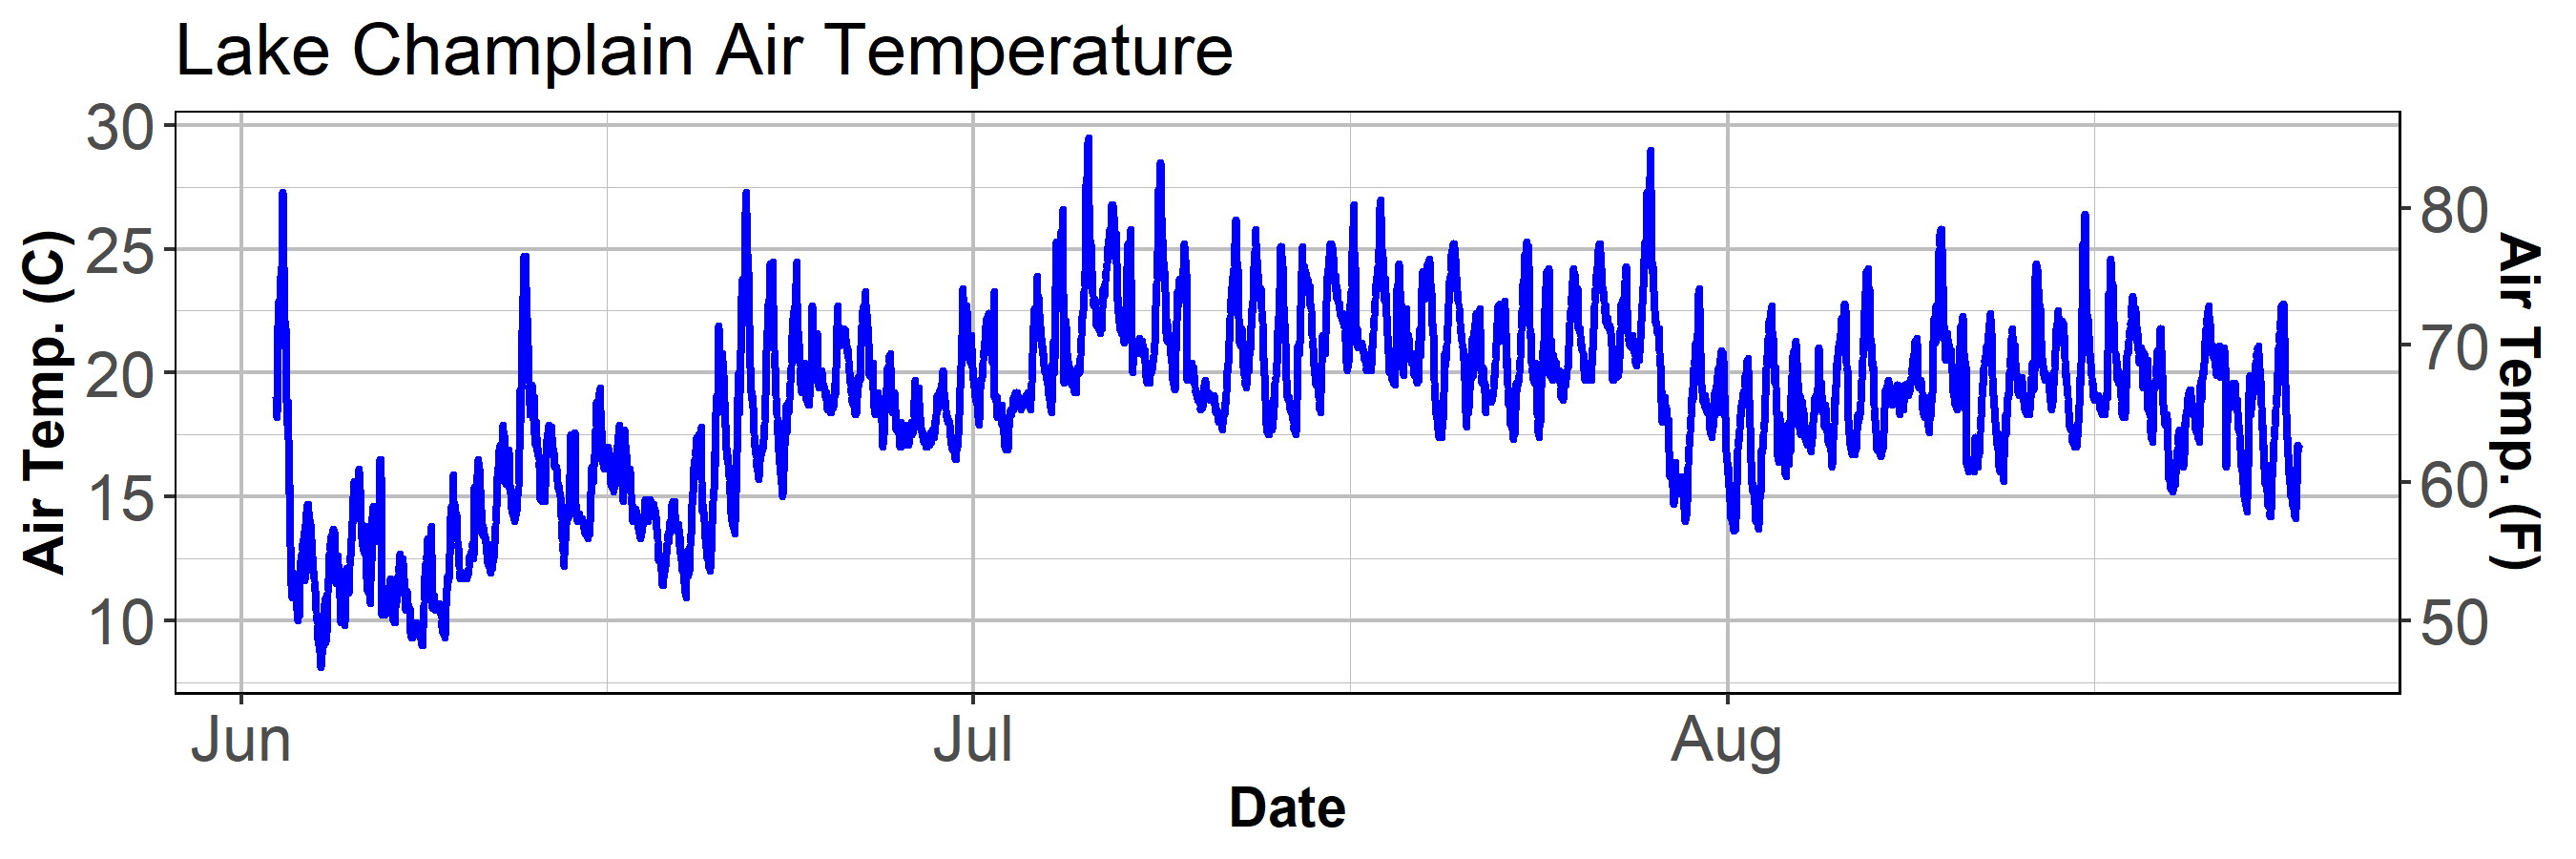 Lake Champlain Air Temperature
Air Temp. (C)
30
25
20
15
10
80
70
60
50
Air Temp. (F)
Jun
Jul
Aug
Date